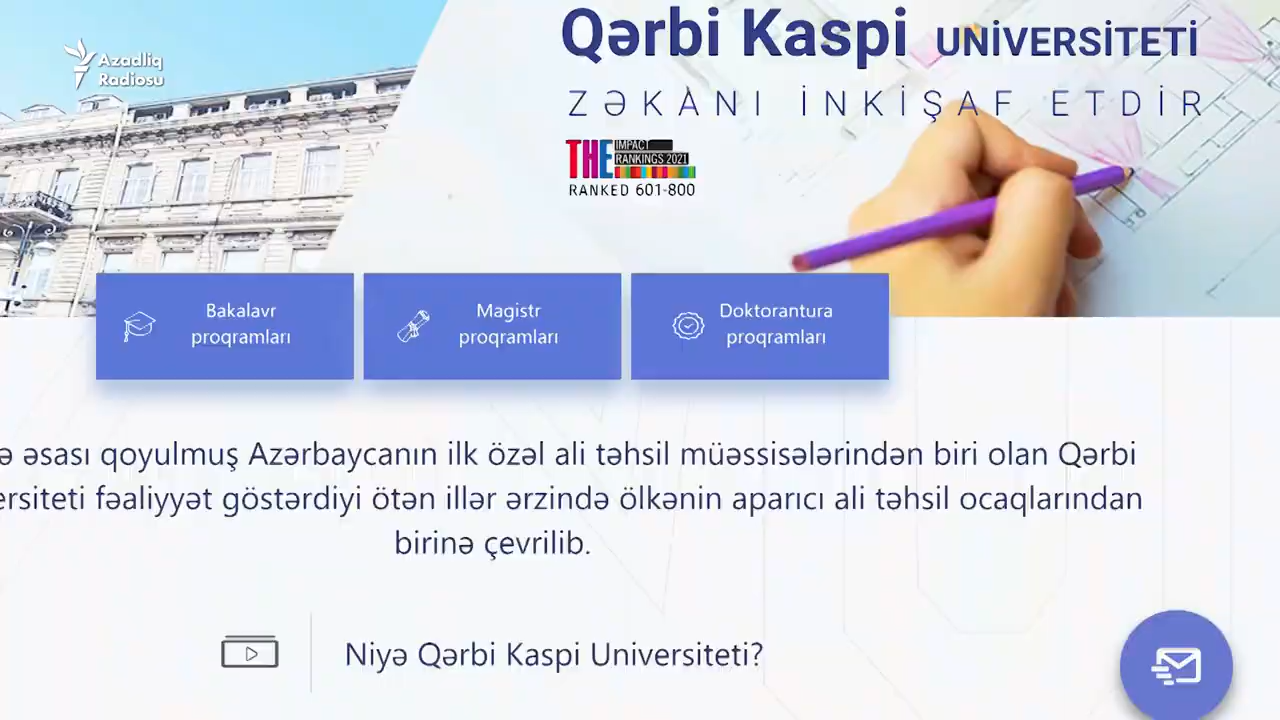 Azadlıq
Radiosu
Qərbi Kaspi UNİVERSİTETİ
ZƏKANI İNKİŞAF ETDİR
THE IMPACT
RANKINGS 2021
RANKED 601-800
Bakalavr
proqramları
Magistr
proqramları
Doktorantura
proqramları
ə əsası qoyulmuş Azərbaycanın ilk özəl ali təhsil müəssisələrindən biri olan Qərbi
ersiteti fəaliyyət göstərdiyi ötən illər ərzində ölkənin aparıcı ali təhsil ocaqlarından
birinə çevrilib.
Niyə Qərbi Kaspi Universiteti?